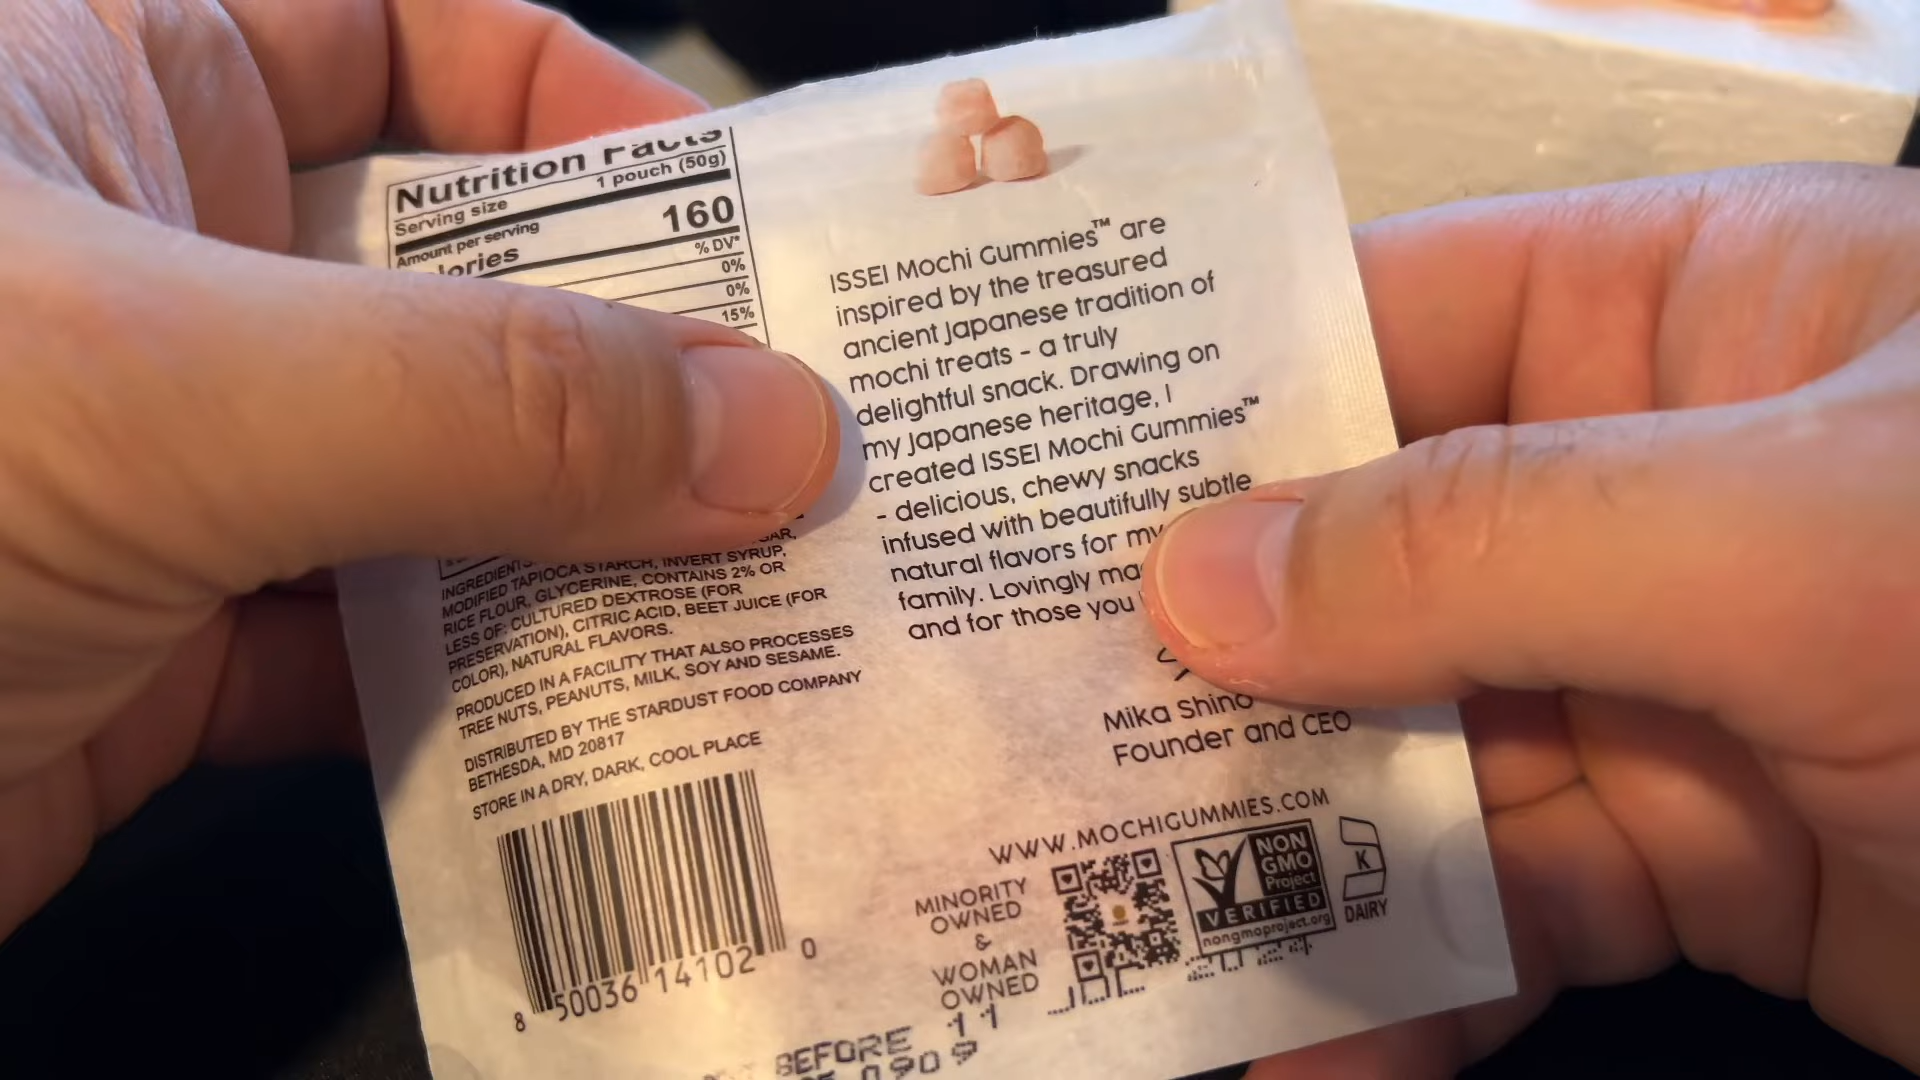 Nutrition Facts
Serving size 1 pouch (50g)
Amount per serving
160
% DV*
0%
0%
15%
INVERT SYRUP,
MODIFIED TAPIOCA STARCH,
RICE FLOUR, GLYCERINE, CONTAINS 2% OR
LESS OF: CULTURED DEXTROSE (FOR
PRESERVATION), CITRIC ACID, BEET JUICE (FOR
COLOR), NATURAL FLAVORS.
PRODUCED IN A FACILITY THAT ALSO PROCESSES
TREE NUTS, PEANUTS, MILK, SOY AND SESAME.
DISTRIBUTED BY THE STARDUST FOOD COMPANY
BETHESDA, MD 20817
STORE IN A DRY, DARK, COOL PLACE
8 50036 14102 0
ISSEI Mochi Gummies™ are
inspired by the treasured
ancient Japanese tradition of
mochi treats - a truly
delightful snack. Drawing on
my Japanese heritage, I
created ISSEI Mochi Gummies™
- delicious, chewy snacks
infused with beautifully subtle
natural flavors for my
family. Lovingly
and for those you
Mika Shino
Founder and CEO
WWW.MOCHIGUMMIES.COM
MINORITY
OWNED
&
WOMAN
OWNED
NON
GMO
Project
VERIFIED
nongmoproject.org
K
DAIRY
BEFORE 11